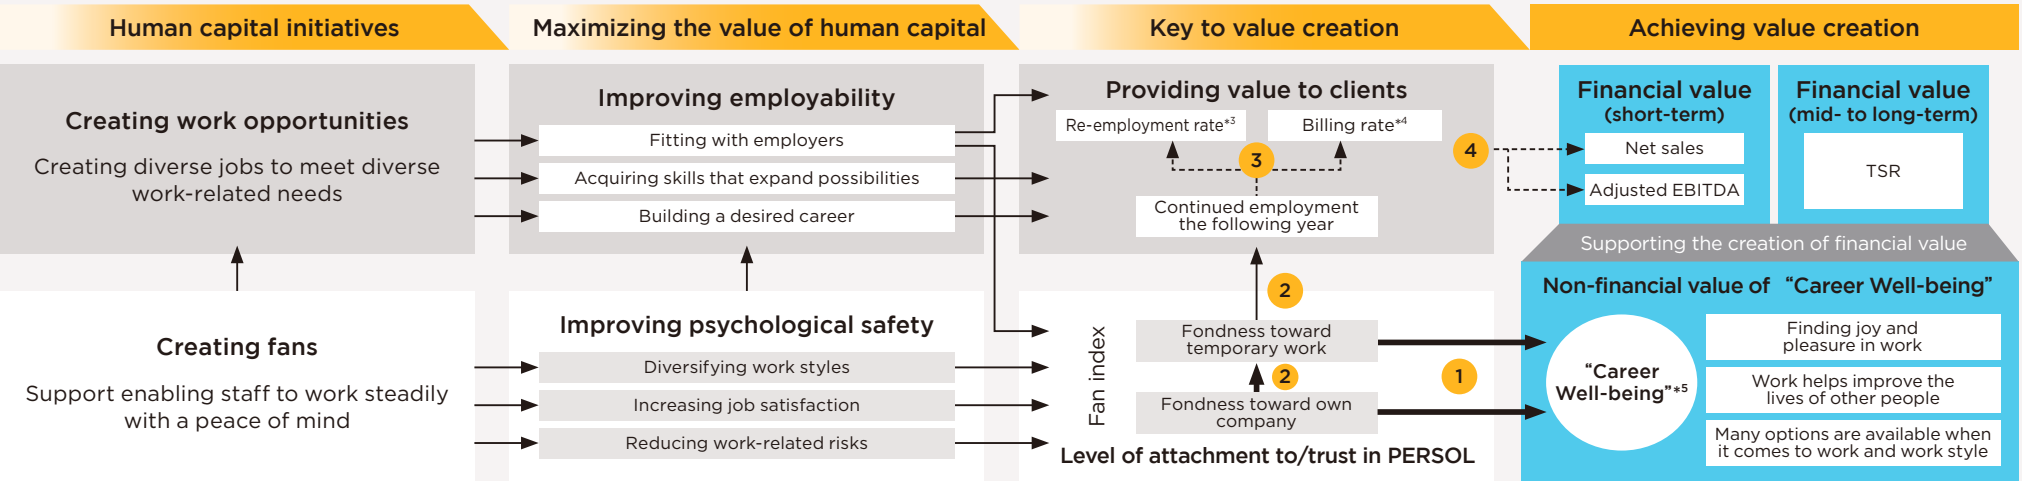 Human capital initiatives
Maximizing the value of human capital
Key to value creation
Achieving value creation
Creating work opportunities
Creating diverse jobs to meet diverse
work-related needs
Creating fans
Support enabling staff to work steadily
with a peace of mind
Improving employability
Fitting with employers
Acquiring skills that expand possibilities
Building a desired career
Improving psychological safety
Diversifying work styles
Increasing job satisfaction
Reducing work-related risks
Providing value to clients
Re-employment rate*3
Billing rate*4
3
Continued employment
the following year
2
Fan index
Fondness toward
temporary work
2
Fondness toward own
company
Level of attachment to/trust in PERSOL
4
1
Financial value
(short-term)
Net sales
Adjusted EBITDA
Financial value
(mid- to long-term)
TSR
Supporting the creation of financial value
Non-financial value of “Career Well-being”
“Career
Well-being”*5
Finding joy and
pleasure in work
Work helps improve the
lives of other people
Many options are available when
it comes to work and work style